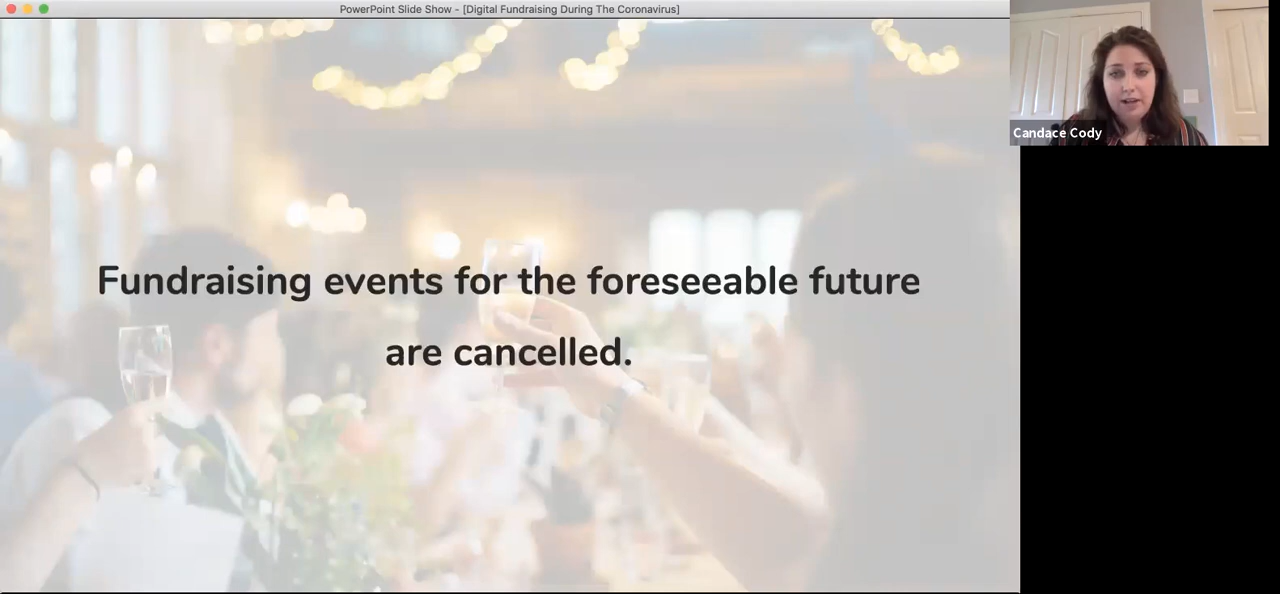 PowerPoint Slide Show - [Digital Fundraising During The Coronavirus]
Candace Cody
Fundraising events for the foreseeable future
are cancelled.